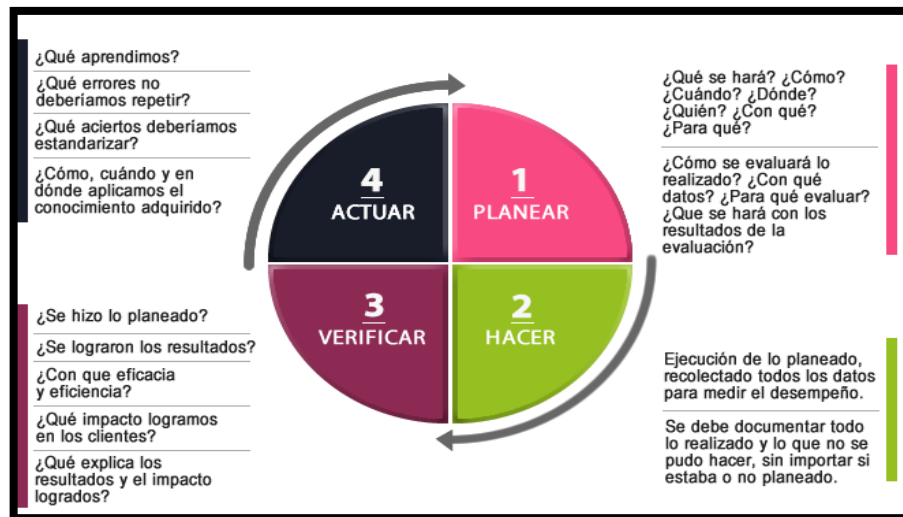 ¿Qué aprendimos?
¿Qué errores no
deberíamos repetir?
¿Qué aciertos deberíamos
estandarizar?
¿Cómo, cuándo y en
dónde aplicamos el
conocimiento adquirido?
4
ACTUAR
1
PLANEAR
¿Qué se hará? ¿Cómo?
¿Cuándo? ¿Dónde?
¿Quién? ¿Con qué?
¿Para qué?
¿Cómo se evaluará lo
realizado? ¿Con qué
datos? ¿Para qué evaluar?
¿Que se hará con los
resultados de la
evaluación?
¿Se hizo lo planeado?
¿Se lograron los resultados?
¿Con que eficacia
y eficiencia?
¿Qué impacto logramos
en los clientes?
¿Qué explica los
resultados y el impacto
logrados?
3
VERIFICAR
2
HACER
Ejecución de lo planeado,
recolectado todos los datos
para medir el desempeño.
Se debe documentar todo
lo realizado y lo que no se
pudo hacer, sin importar si
estaba o no planeado.